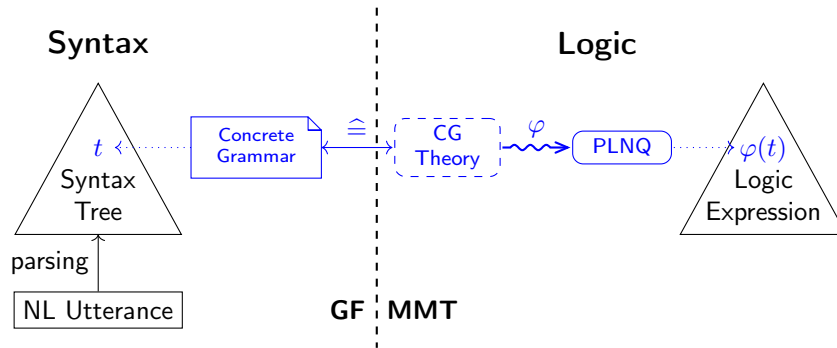 Syntax
Logic
t
Concrete
Grammar
≙
CG
Theory
φ
PLNQ
φ(t)
Syntax
Tree
Logic
Expression
parsing
NL Utterance
GF
MMT